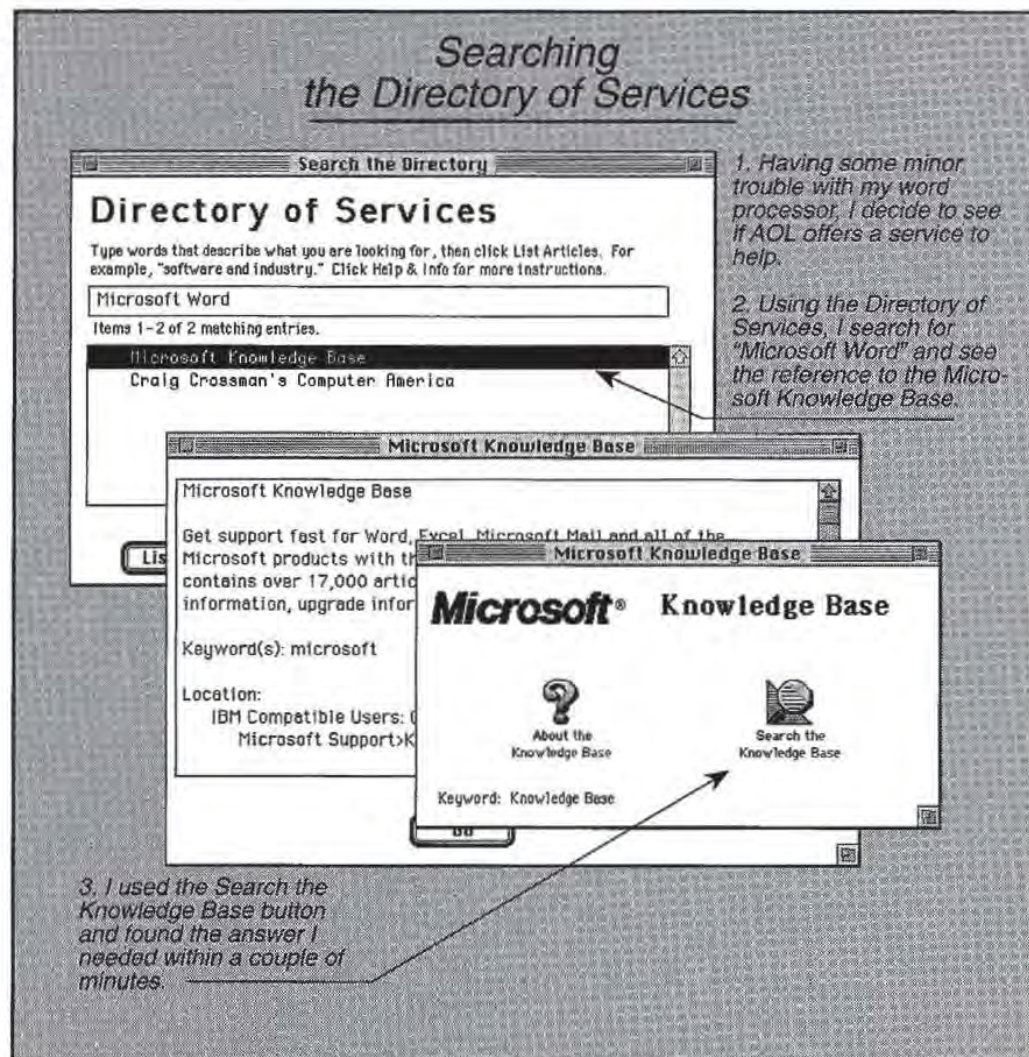 Searching
the Directory of Services
Search the Directory
Directory of Services
Type words that describe what you are looking for, then click List Articles. For
example, "software and industry." Click Help & Info for more instructions.
Microsoft Word
Items 1-2 of 2 matching entries.
Microsoft Knowledge Base
Craig Crossman's Computer America
1. Having some minor
trouble with my word
processor, I decide to see
if AOL offers a service to
help.
2. Using the Directory of
Services, I search for
"Microsoft Word" and see
the reference to the Micro-
soft Knowledge Base.
Microsoft Knowledge Base
Microsoft Knowledge Base
Get support fast for Word, Excel, Microsoft Mail and all of the
Microsoft products with th
contains over 17,000 artic
information, upgrade infor
Keyword(s): microsoft
Location:
IBM Compatible Users:
Microsoft Support>K
Lis
Microsoft Knowledge Base
Microsoft® Knowledge Base
About the
Knowledge Base
Search the
Knowledge Base
Keyword: Knowledge Base
3. I used the Search the
Knowledge Base button
and found the answer I
needed within a couple of
minutes.